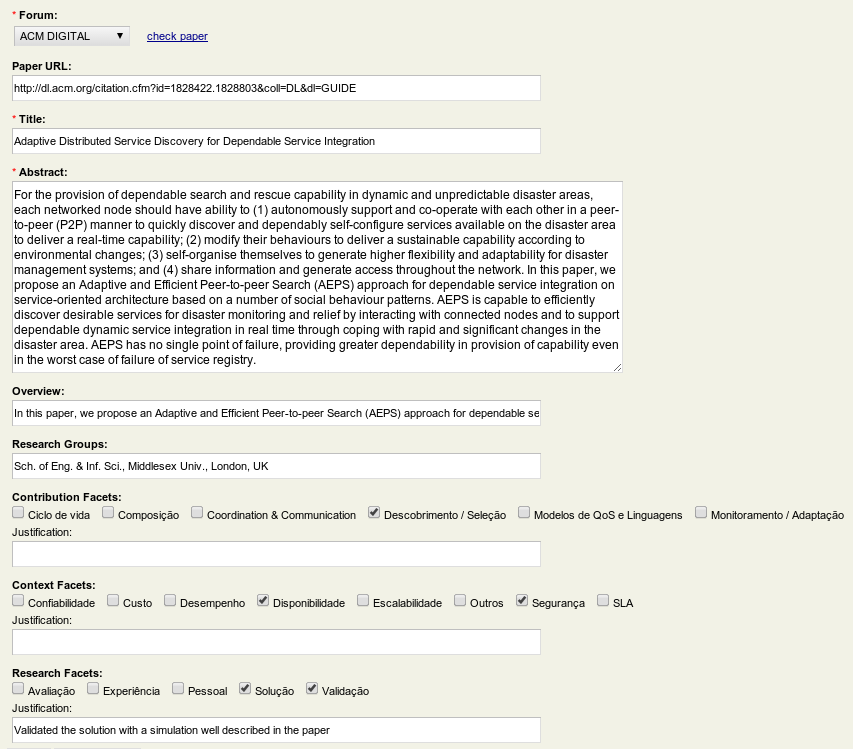 * Forum:
ACM DIGITAL ▼ check paper
Paper URL:
http://dl.acm.org/citation.cfm?id=1828422.1828803&coll=DL&dl=GUIDE
* Title:
Adaptive Distributed Service Discovery for Dependable Service Integration
* Abstract:
For the provision of dependable search and rescue capability in dynamic and unpredictable disaster areas,
each networked node should have ability to (1) autonomously support and co-operate with each other in a peer-
to-peer (P2P) manner to quickly discover and dependably self-configure services available on the disaster area
to deliver a real-time capability; (2) modify their behaviours to deliver a sustainable capability according to
environmental changes; (3) self-organise themselves to generate higher flexibility and adaptability for disaster
management systems; and (4) share information and generate access throughout the network. In this paper, we
propose an Adaptive and Efficient Peer-to-peer Search (AEPS) approach for dependable service integration on
service-oriented architecture based on a number of social behaviour patterns. AEPS is capable to efficiently
discover desirable services for disaster monitoring and relief by interacting with connected nodes and to support
dependable dynamic service integration in real time through coping with rapid and significant changes in the
disaster area. AEPS has no single point of failure, providing greater dependability in provision of capability even
in the worst case of failure of service registry.
Overview:
In this paper, we propose an Adaptive and Efficient Peer-to-peer Search (AEPS) approach for dependable se
Research Groups:
Sch. of Eng. & Inf. Sci., Middlesex Univ., London, UK
Contribution Facets:
Ciclo de vida Composição Coordination & Communication Descobrimento / Seleção Modelos de QoS e Linguagens Monitoramento / Adaptação
Justification:
Context Facets:
Confiabilidade Custo Desempenho Disponibilidade Escalabilidade Outros Segurança SLA
Justification:
Research Facets:
Avaliação Experiência Pessoal Solução Validação
Justification:
Validated the solution with a simulation well described in the paper